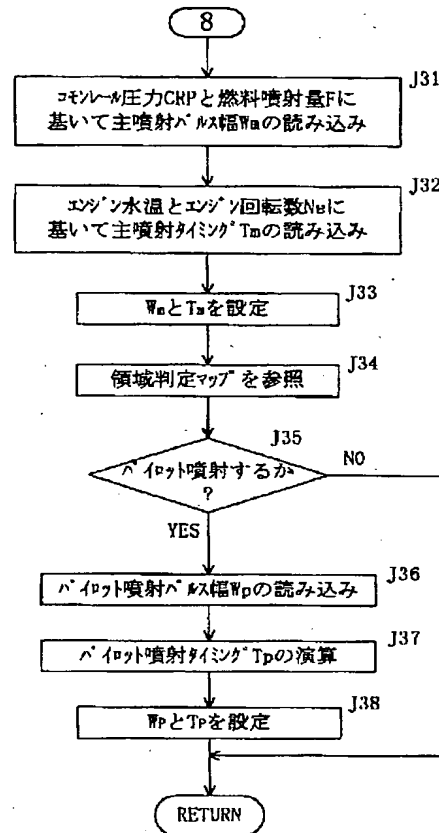 8
J31
コモンレール圧力CRPと燃料噴射量Fに
基いて主噴射パルス幅Wmの読み込み
J32
エンジン水温とエンジン回転数NEに
基いて主噴射タイミングTmの読み込み
J33
WmとTmを設定
J34
領域判定マップを参照
J35
パイロット噴射するか
?
NO
YES
J36
パイロット噴射パルス幅Wpの読み込み
J37
パイロット噴射タイミングTpの演算
J38
WPとTPを設定
RETURN